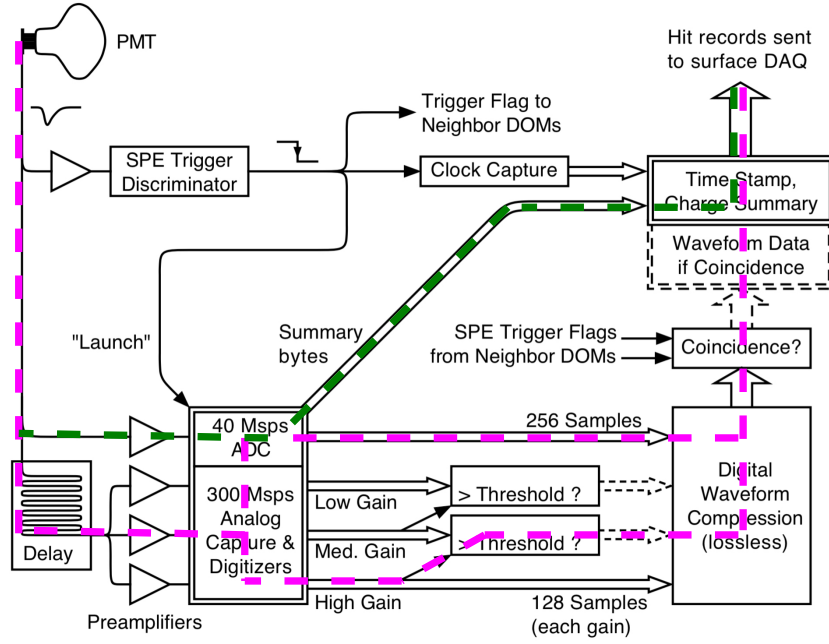 Hit records sent
to surface DAQ
PMT
Trigger Flag to
Neighbor DOMs
SPE Trigger
Discriminator
Clock Capture
Time Stamp,
Charge Summary
Waveform Data
if Coincidence
"Launch"
Summary
bytes
SPE Trigger Flags
from Neighbor DOMs
Coincidence?
40 Msps
ADC
256 Samples
300 Msps
Analog
Capture &
Digitizers
Low Gain
> Threshold ?
Med. Gain
> Threshold ?
High Gain
Digital
Waveform
Compression
(lossless)
Delay
Preamplifiers
128 Samples
(each gain)